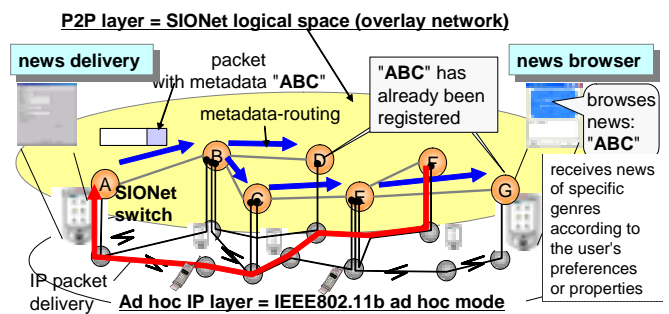 P2P layer = SIONet logical space (overlay network)
news delivery
packet
with metadata "ABC"
"ABC" has
already been
registered
news browser
browses
news:
"ABC"
metadata-routing
A
B
C
D
E
F
G
SIONet
switch
receives news
of specific
genres
according to
the user's
preferences
or properties
IP packet
delivery
Ad hoc IP layer = IEEE802.11b ad hoc mode